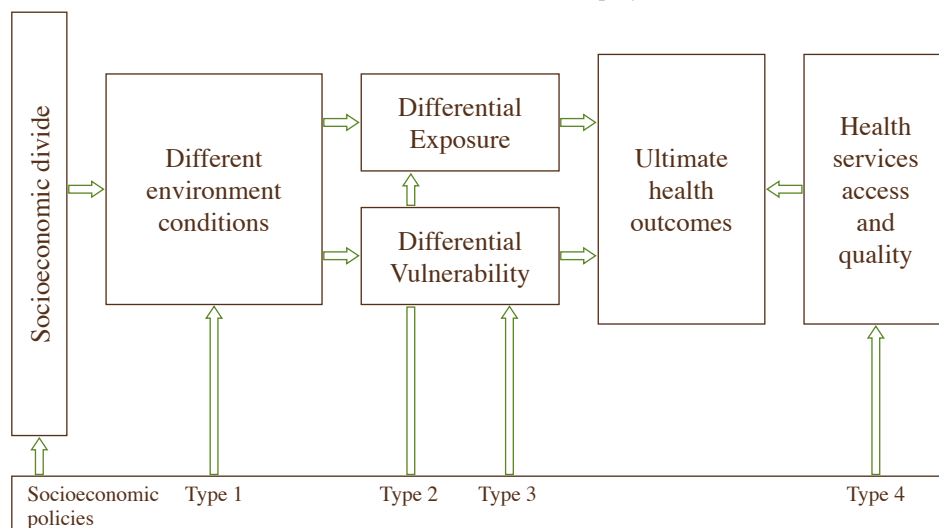 Socioeconomic divide
Different
environment
conditions
Differential
Exposure
Differential
Vulnerability
Ultimate
health
outcomes
Health
services
access
and
quality
Socioeconomic
policies
Type 1
Type 2
Type 3
Type 4